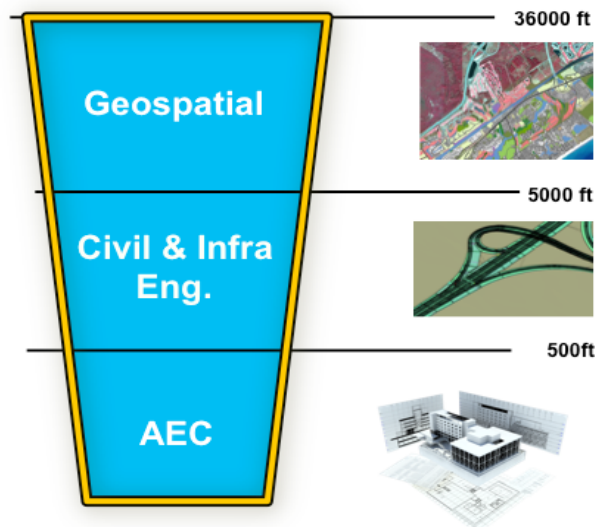 36000 ft
Geospatial
5000 ft
Civil & Infra
Eng.
500ft
AEC